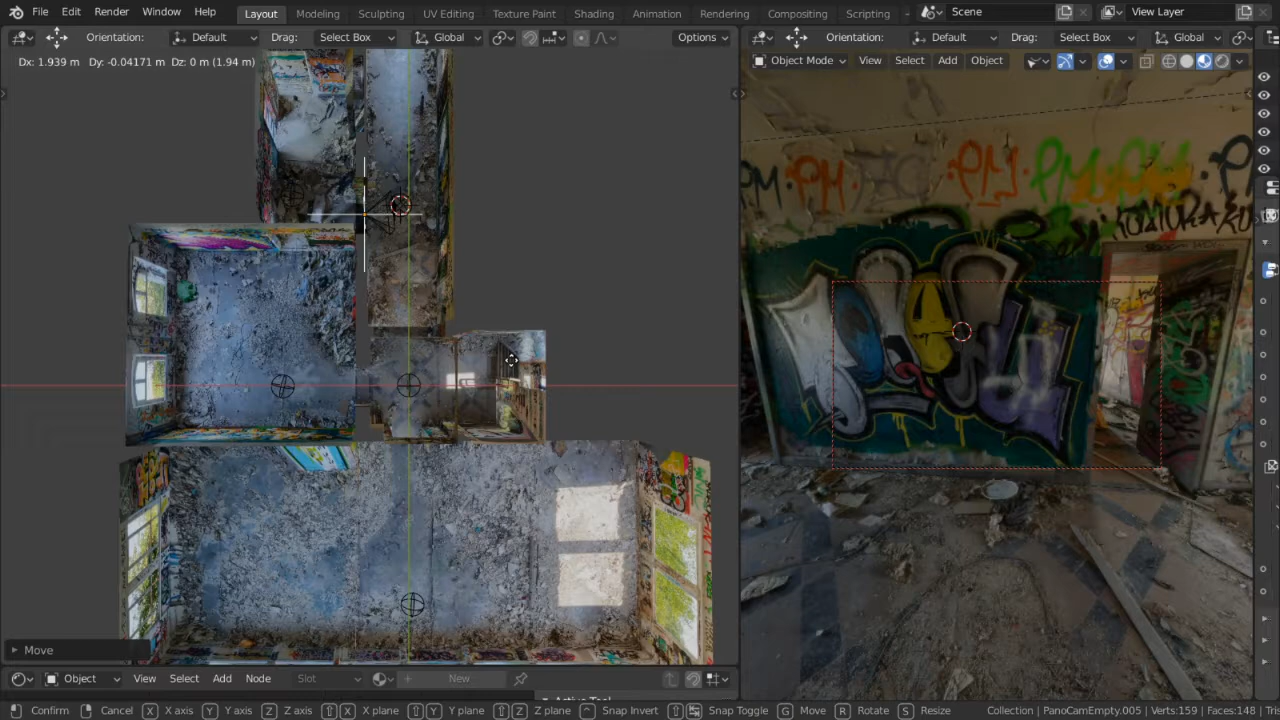 File Edit Render Window Help Layout Modeling Sculpting UV Editing Texture Paint Shading Animation Rendering Compositing Scripting Scene View Layer
Orientation: Default Drag: Select Box Global Options Orientation: Default Drag: Select Box Global
Dx: 1.939 m Dy: -0.04171 m Dz: 0 m (1.94 m) Object Mode View Select Add Object
PM
Move
Object View Select Add Node Slot New
Active Tool
Confirm Cancel X X axis Y Y axis Z Z axis X X plane Y Y plane Z Z plane Snap Invert Snap Toggle G Move R Rotate S Resize Collection | PanoCamEmpty.005 | Verts:159 | Faces:148 | Tris